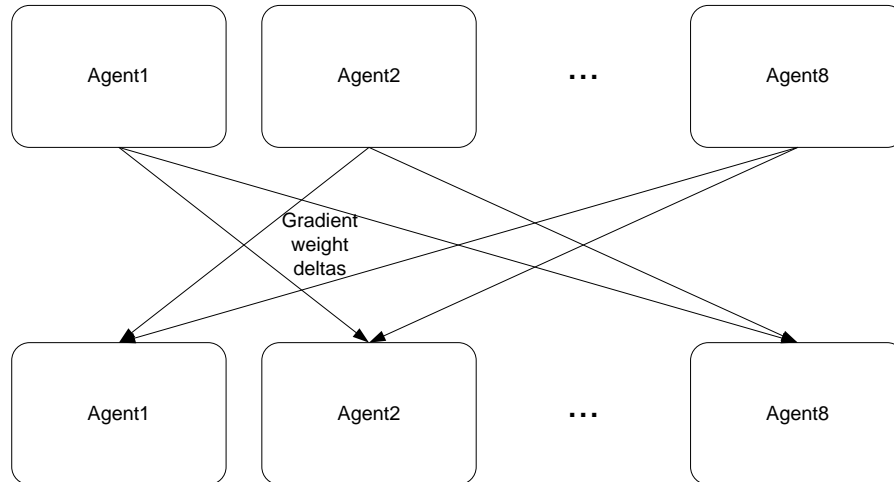 Agent1
Agent2
...
Agent8
Gradient
weight
deltas
Agent1
Agent2
...
Agent8